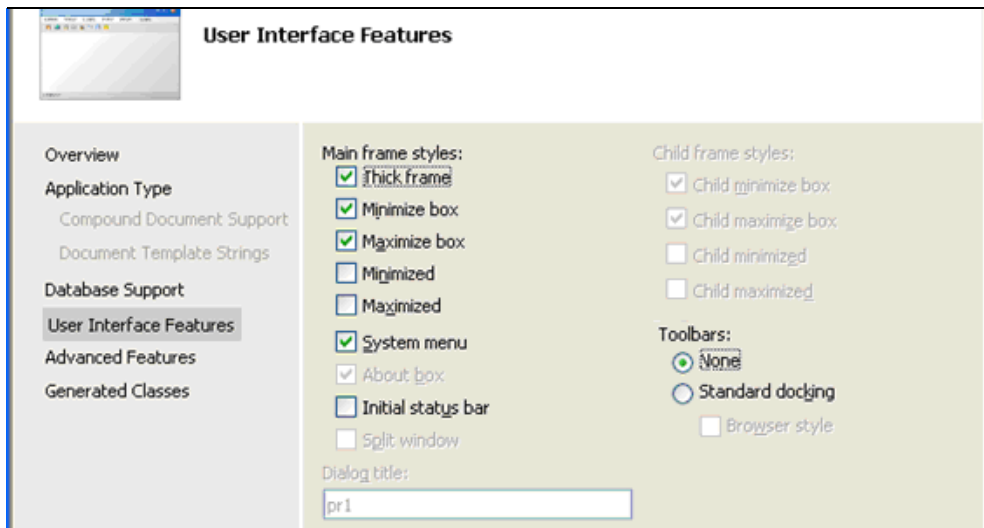 User Interface Features
Overview
Application Type
Compound Document Support
Document Template Strings
Database Support
User Interface Features
Advanced Features
Generated Classes
Main frame styles:
Thick frame
Minimize box
Maximize box
Minimized
Maximized
System menu
About box
Initial status bar
Split window
Dialog title:
pr1
Child frame styles:
Child minimize box
Child maximize box
Child minimized
Child maximized
Toolbars:
None
Standard docking
Browser style